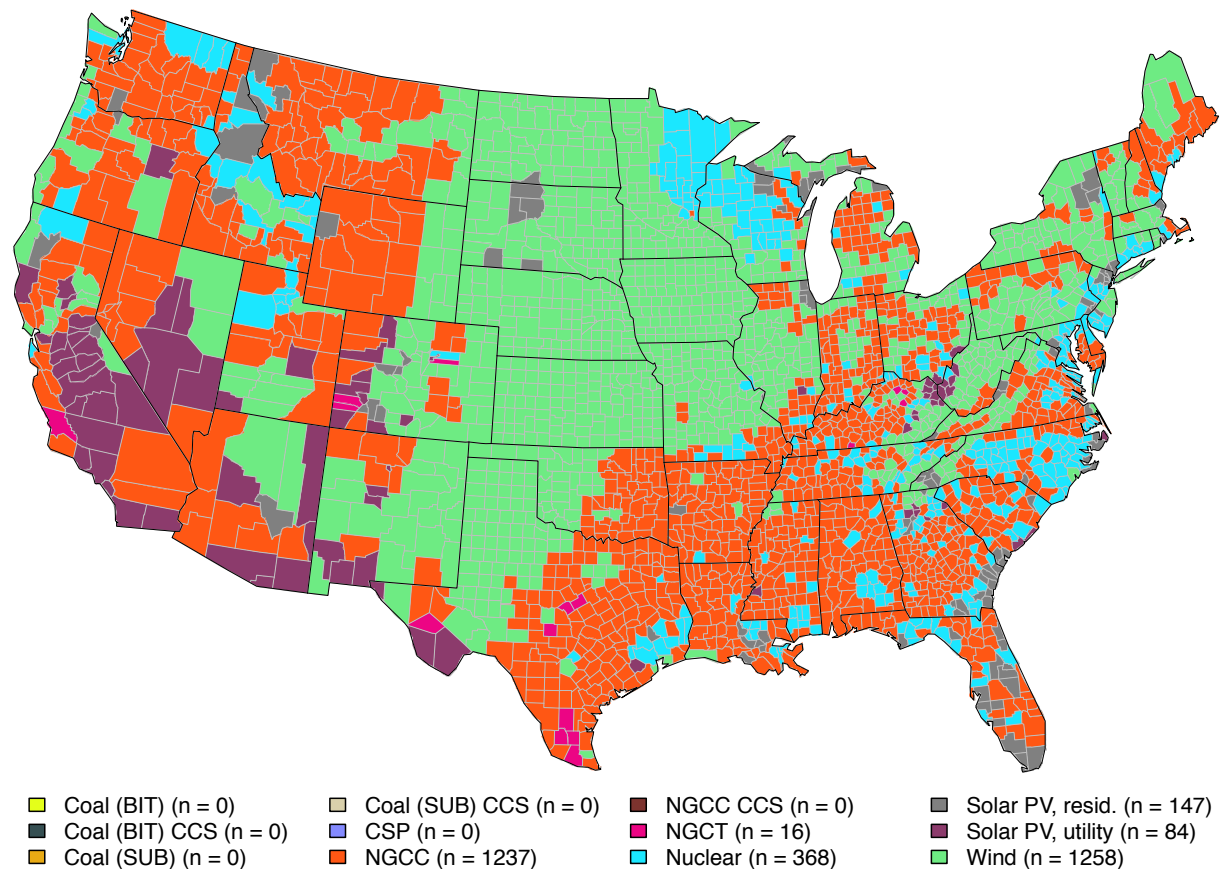 Coal (BIT) (n = 0) Coal (SUB) CCS (n = 0) NGCC CCS (n = 0) Solar PV, resid. (n = 147)
Coal (BIT) CCS (n = 0) CSP (n = 0) NGCT (n = 16) Solar PV, utility (n = 84)
Coal (SUB) (n = 0) NGCC (n = 1237) Nuclear (n = 368) Wind (n = 1258)